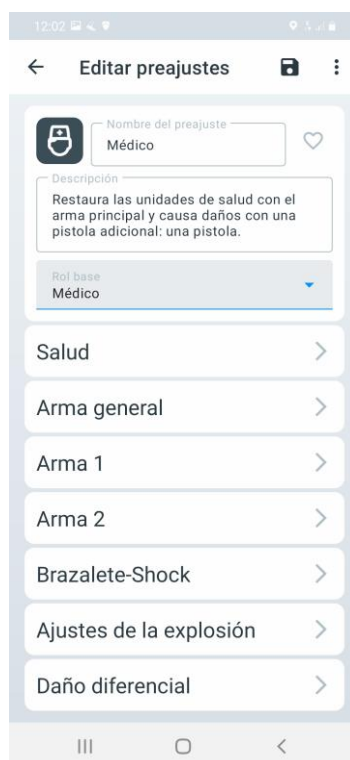 12:02
Editar preajustes
Nombre del preajuste
Médico
Descripción
Restaura las unidades de salud con el
arma principal y causa daños con una
pistola adicional: una pistola.
Rol base
Médico
Salud
Arma general
Arma 1
Arma 2
Brazalete-Shock
Ajustes de la explosión
Daño diferencial